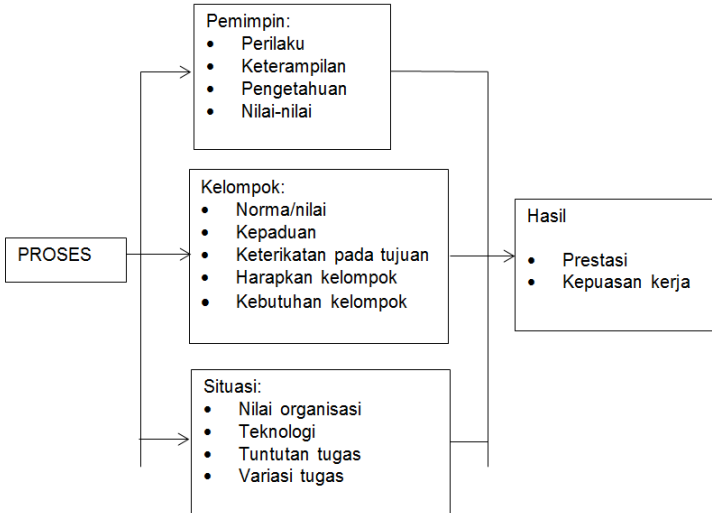 Pemimpin:
• Perilaku
• Keterampilan
• Pengetahuan
• Nilai-nilai
PROSES
Kelompok:
• Norma/nilai
• Kepaduan
• Keterikatan pada tujuan
• Harapkan kelompok
• Kebutuhan kelompok
Situasi:
• Nilai organisasi
• Teknologi
• Tuntutan tugas
• Variasi tugas
Hasil
• Prestasi
• Kepuasan kerja